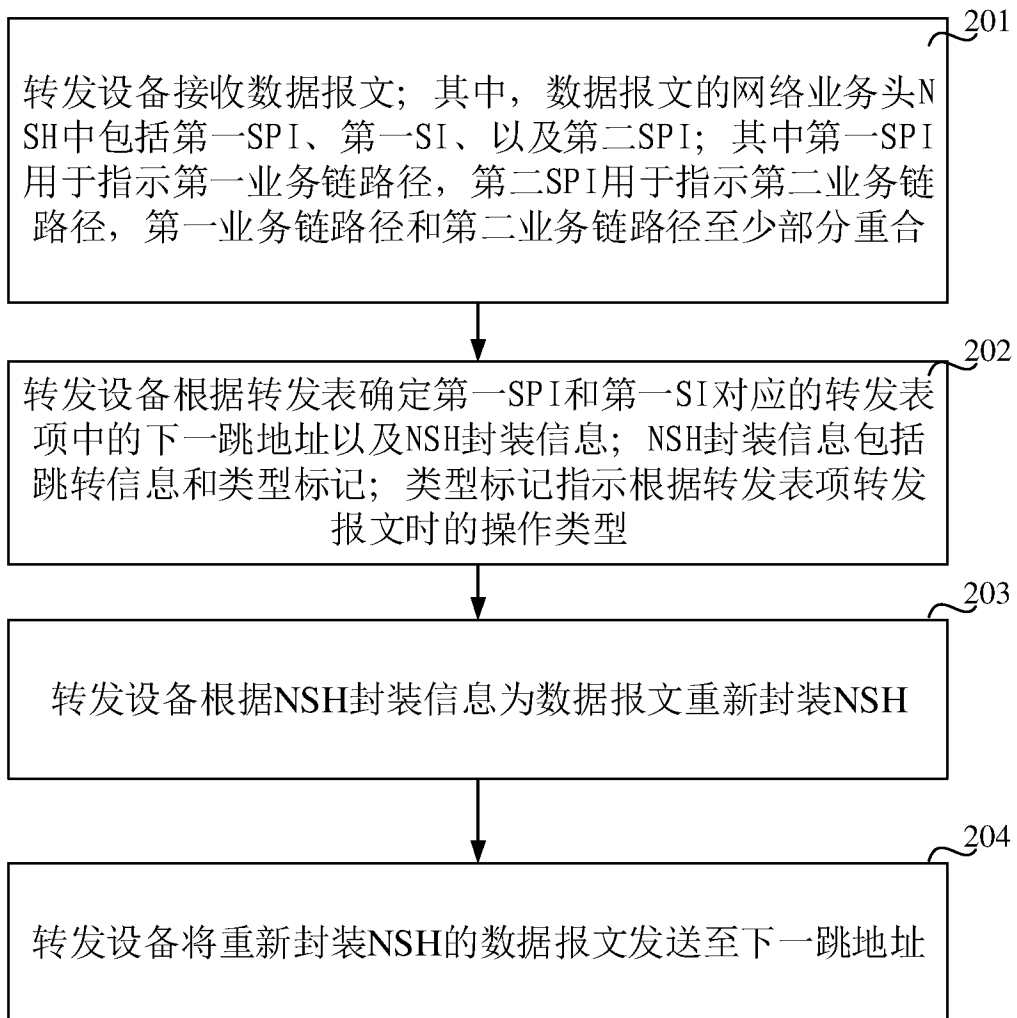 201
转发设备接收数据报文；其中，数据报文的网络业务头N
SH中包括第一SPI、第一SI、以及第二SPI；其中第一SPI
用于指示第一业务链路径，第二SPI用于指示第二业务链
路径，第一业务链路径和第二业务链路径至少部分重合
202
转发设备根据转发表确定第一SPI和第一SI对应的转发表
项中的下一跳地址以及NSH封装信息；NSH封装信息包括
跳转信息和类型标记；类型标记指示根据转发表项转发
报文时的操作类型
203
转发设备根据NSH封装信息为数据报文重新封装NSH
204
转发设备将重新封装NSH的数据报文发送至下一跳地址